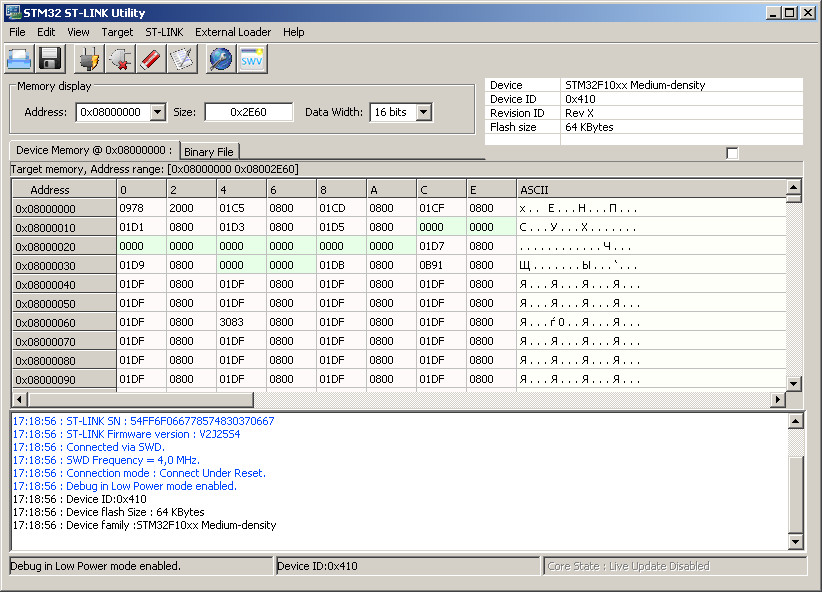 STM32 ST-LINK Utility
File Edit View Target ST-LINK External Loader Help
SWV
Memory display
Address: 0x08000000 Size: 0x2E60 Data Width: 16 bits
Device STM32F10xx Medium-density
Device ID 0x410
Revision ID Rev X
Flash size 64 KBytes
Device Memory @ 0x08000000 : Binary File
Target memory, Address range: [0x08000000 0x08002E60]
Address 0 2 4 6 8 A C E ASCII
0x08000000 0978 2000 01C5 0800 01CD 0800 01CF 0800 x.. Е...Н...П...
0x08000010 01D1 0800 01D3 0800 01D5 0800 0000 0000 С...У...Х.......
0x08000020 0000 0000 0000 0000 0000 0000 01D7 0800 ............Ч...
0x08000030 01D9 0800 0000 0000 01DB 0800 0B91 0800 Щ.......Ы...`...
0x08000040 01DF 0800 01DF 0800 01DF 0800 01DF 0800 Я...Я...Я...Я...
0x08000050 01DF 0800 01DF 0800 01DF 0800 01DF 0800 Я...Я...Я...Я...
0x08000060 01DF 0800 3083 0800 01DF 0800 01DF 0800 Я...ѓ0..Я...Я...
0x08000070 01DF 0800 01DF 0800 01DF 0800 01DF 0800 Я...Я...Я...Я...
0x08000080 01DF 0800 01DF 0800 01DF 0800 01DF 0800 Я...Я...Я...Я...
0x08000090 01DF 0800 01DF 0800 01DF 0800 01DF 0800 Я...Я...Я...Я...
17:18:56 : ST-LINK SN : 54FF6F066778574830370667
17:18:56 : ST-LINK Firmware version : V2J25S4
17:18:56 : Connected via SWD.
17:18:56 : SWD Frequency = 4,0 MHz.
17:18:56 : Connection mode : Connect Under Reset.
17:18:56 : Debug in Low Power mode enabled.
17:18:56 : Device ID:0x410
17:18:56 : Device flash Size : 64 KBytes
17:18:56 : Device family :STM32F10xx Medium-density
Debug in Low Power mode enabled. Device ID:0x410 Core State : Live Update Disabled